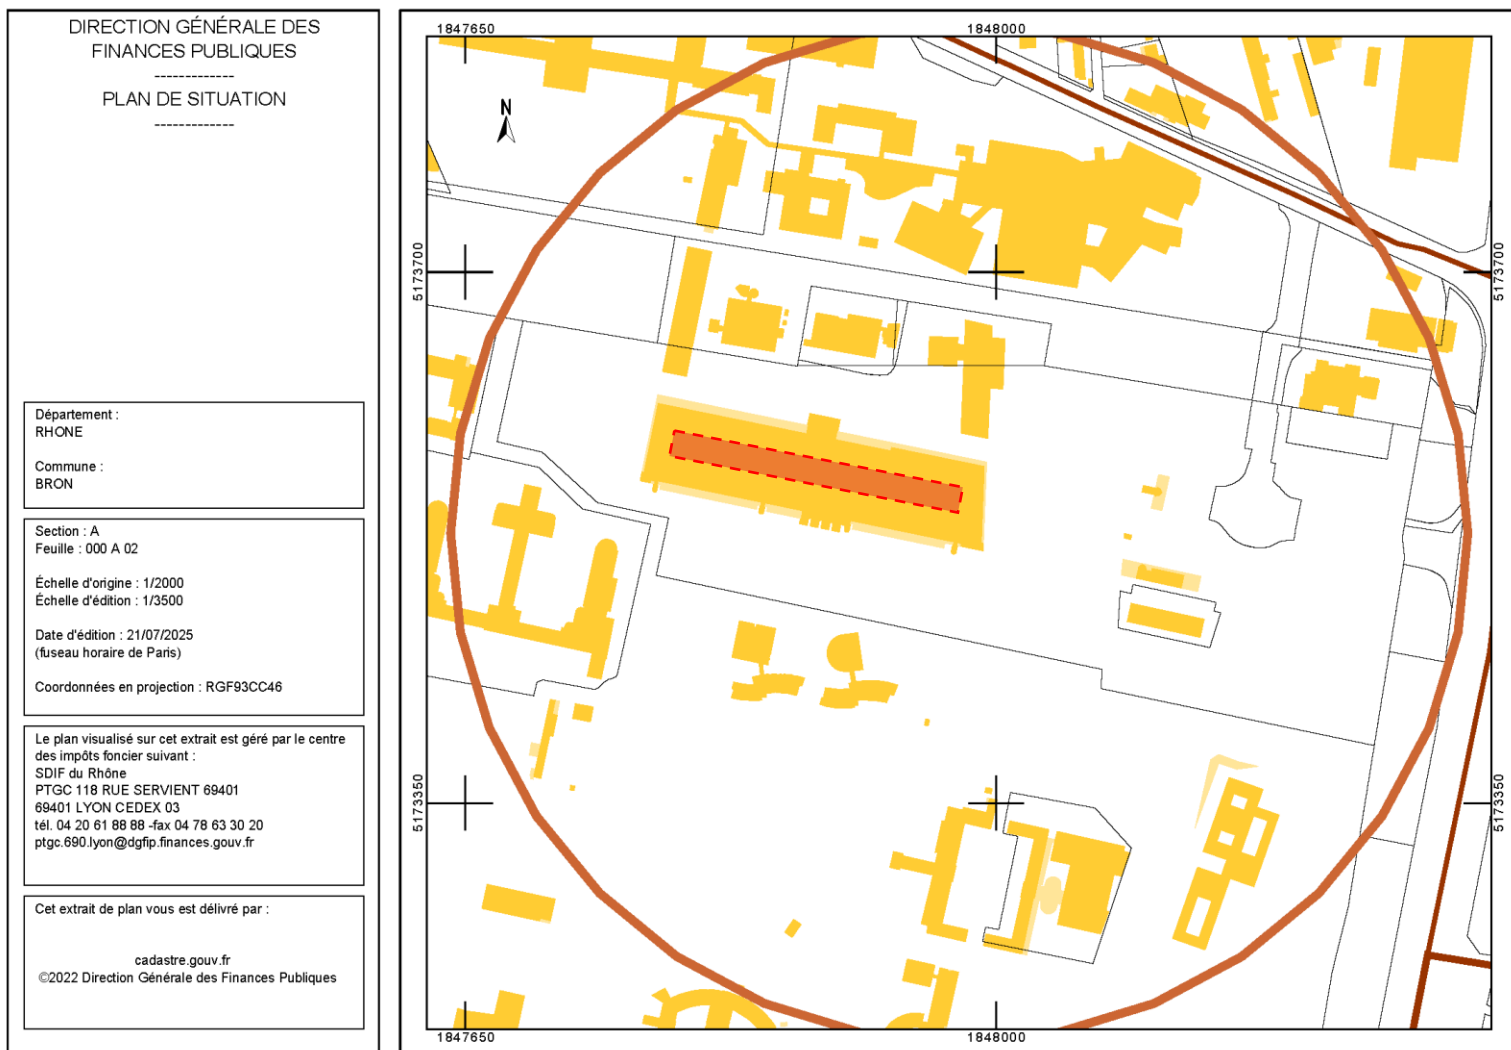 DIRECTION GÉNÉRALE DES
FINANCES PUBLIQUES
-------------
PLAN DE SITUATION
-------------
Département :
RHONE
Commune :
BRON
Section : A
Feuille : 000 A 02
Échelle d'origine : 1/2000
Échelle d'édition : 1/3500
Date d'édition : 21/07/2025
(fuseau horaire de Paris)
Coordonnées en projection : RGF93CC46
Le plan visualisé sur cet extrait est géré par le centre
des impôts foncier suivant :
SDIF du Rhône
PTGC 118 RUE SERVIENT 69401
69401 LYON CEDEX 03
tél. 04 20 61 88 88 -fax 04 78 63 30 20
ptgc.690.lyon@dgfip.finances.gouv.fr
Cet extrait de plan vous est délivré par :
cadastre.gouv.fr
©2022 Direction Générale des Finances Publiques
1847650
1848000
N
5173700
5173700
5173350
5173350
1847650
1848000